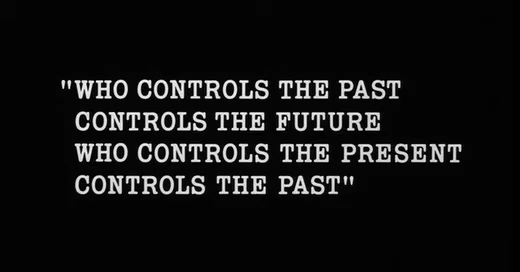 "WHO CONTROLS THE PAST
CONTROLS THE FUTURE
WHO CONTROLS THE PRESENT
CONTROLS THE PAST"